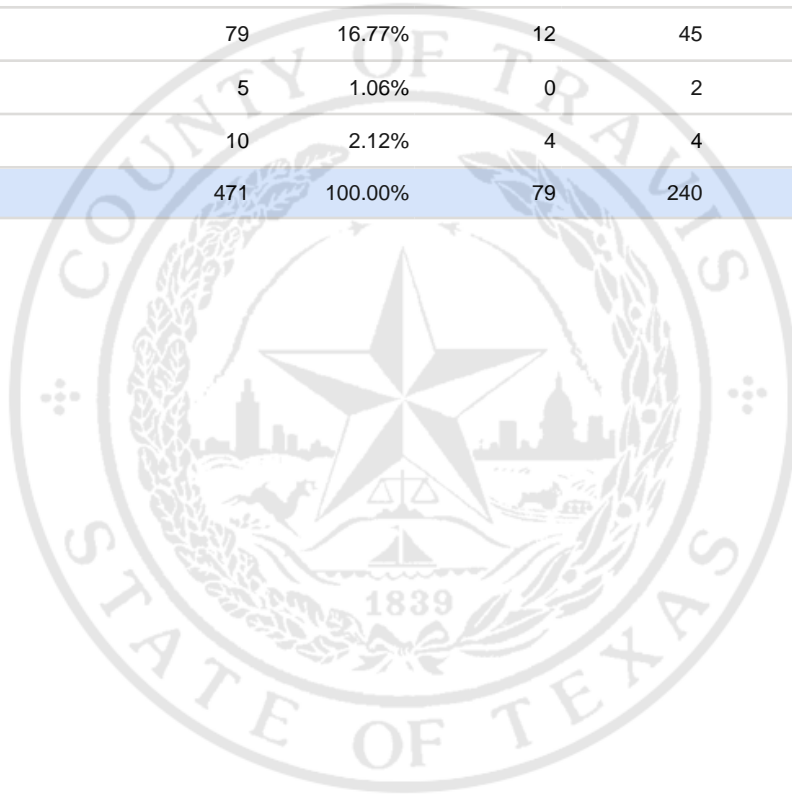 79 16.77% 12 45
5 1.06% 0 2
10 2.12% 4 4
471 100.00% 79 240
COUNTY OF TRAVIS
1839
STATE OF TEXAS